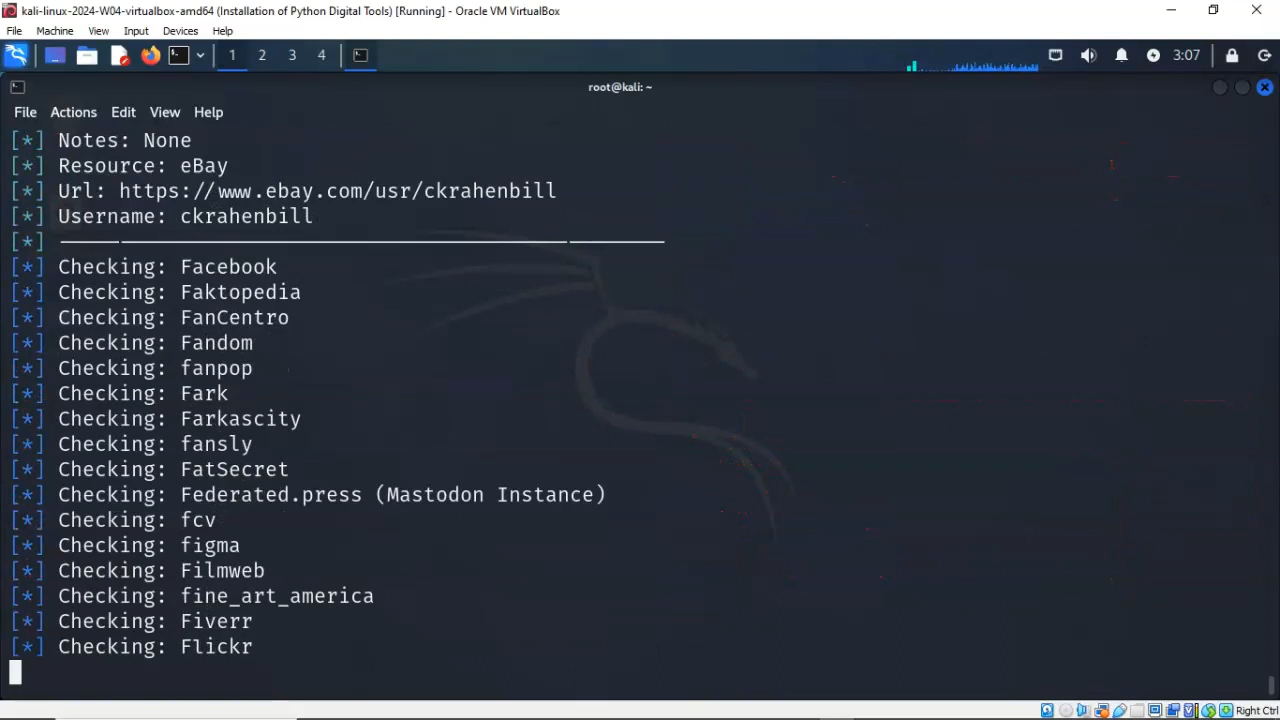 kali-linux-2024-W04-virtualbox-amd64 (Installation of Python Digital Tools) [Running] - Oracle VM VirtualBox
File Machine View Input Devices Help
1 2 3 4 3:07
root@kali: ~
File Actions Edit View Help
[*] Notes: None
[*] Resource: eBay
[*] Url: https://www.ebay.com/usr/ckrahenbill
[*] Username: ckrahenbill
[*] --------------------------------------------------
[*] Checking: Facebook
[*] Checking: Faktopedia
[*] Checking: FanCentro
[*] Checking: Fandom
[*] Checking: fanpop
[*] Checking: Fark
[*] Checking: Farkascity
[*] Checking: fansly
[*] Checking: FatSecret
[*] Checking: Federated.press (Mastodon Instance)
[*] Checking: fcv
[*] Checking: figma
[*] Checking: Filmweb
[*] Checking: fine_art_america
[*] Checking: Fiverr
[*] Checking: Flickr
Right Ctrl